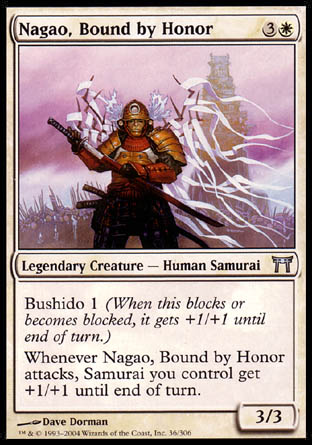 Nagao, Bound by Honor 3
Legendary Creature — Human Samurai
Bushido 1 (When this blocks or
becomes blocked, it gets +1/+1 until
end of turn.)
Whenever Nagao, Bound by Honor
attacks, Samurai you control get
+1/+1 until end of turn.
Dave Dorman
™ & © 1993–2004 Wizards of the Coast, Inc. 36/306
3/3